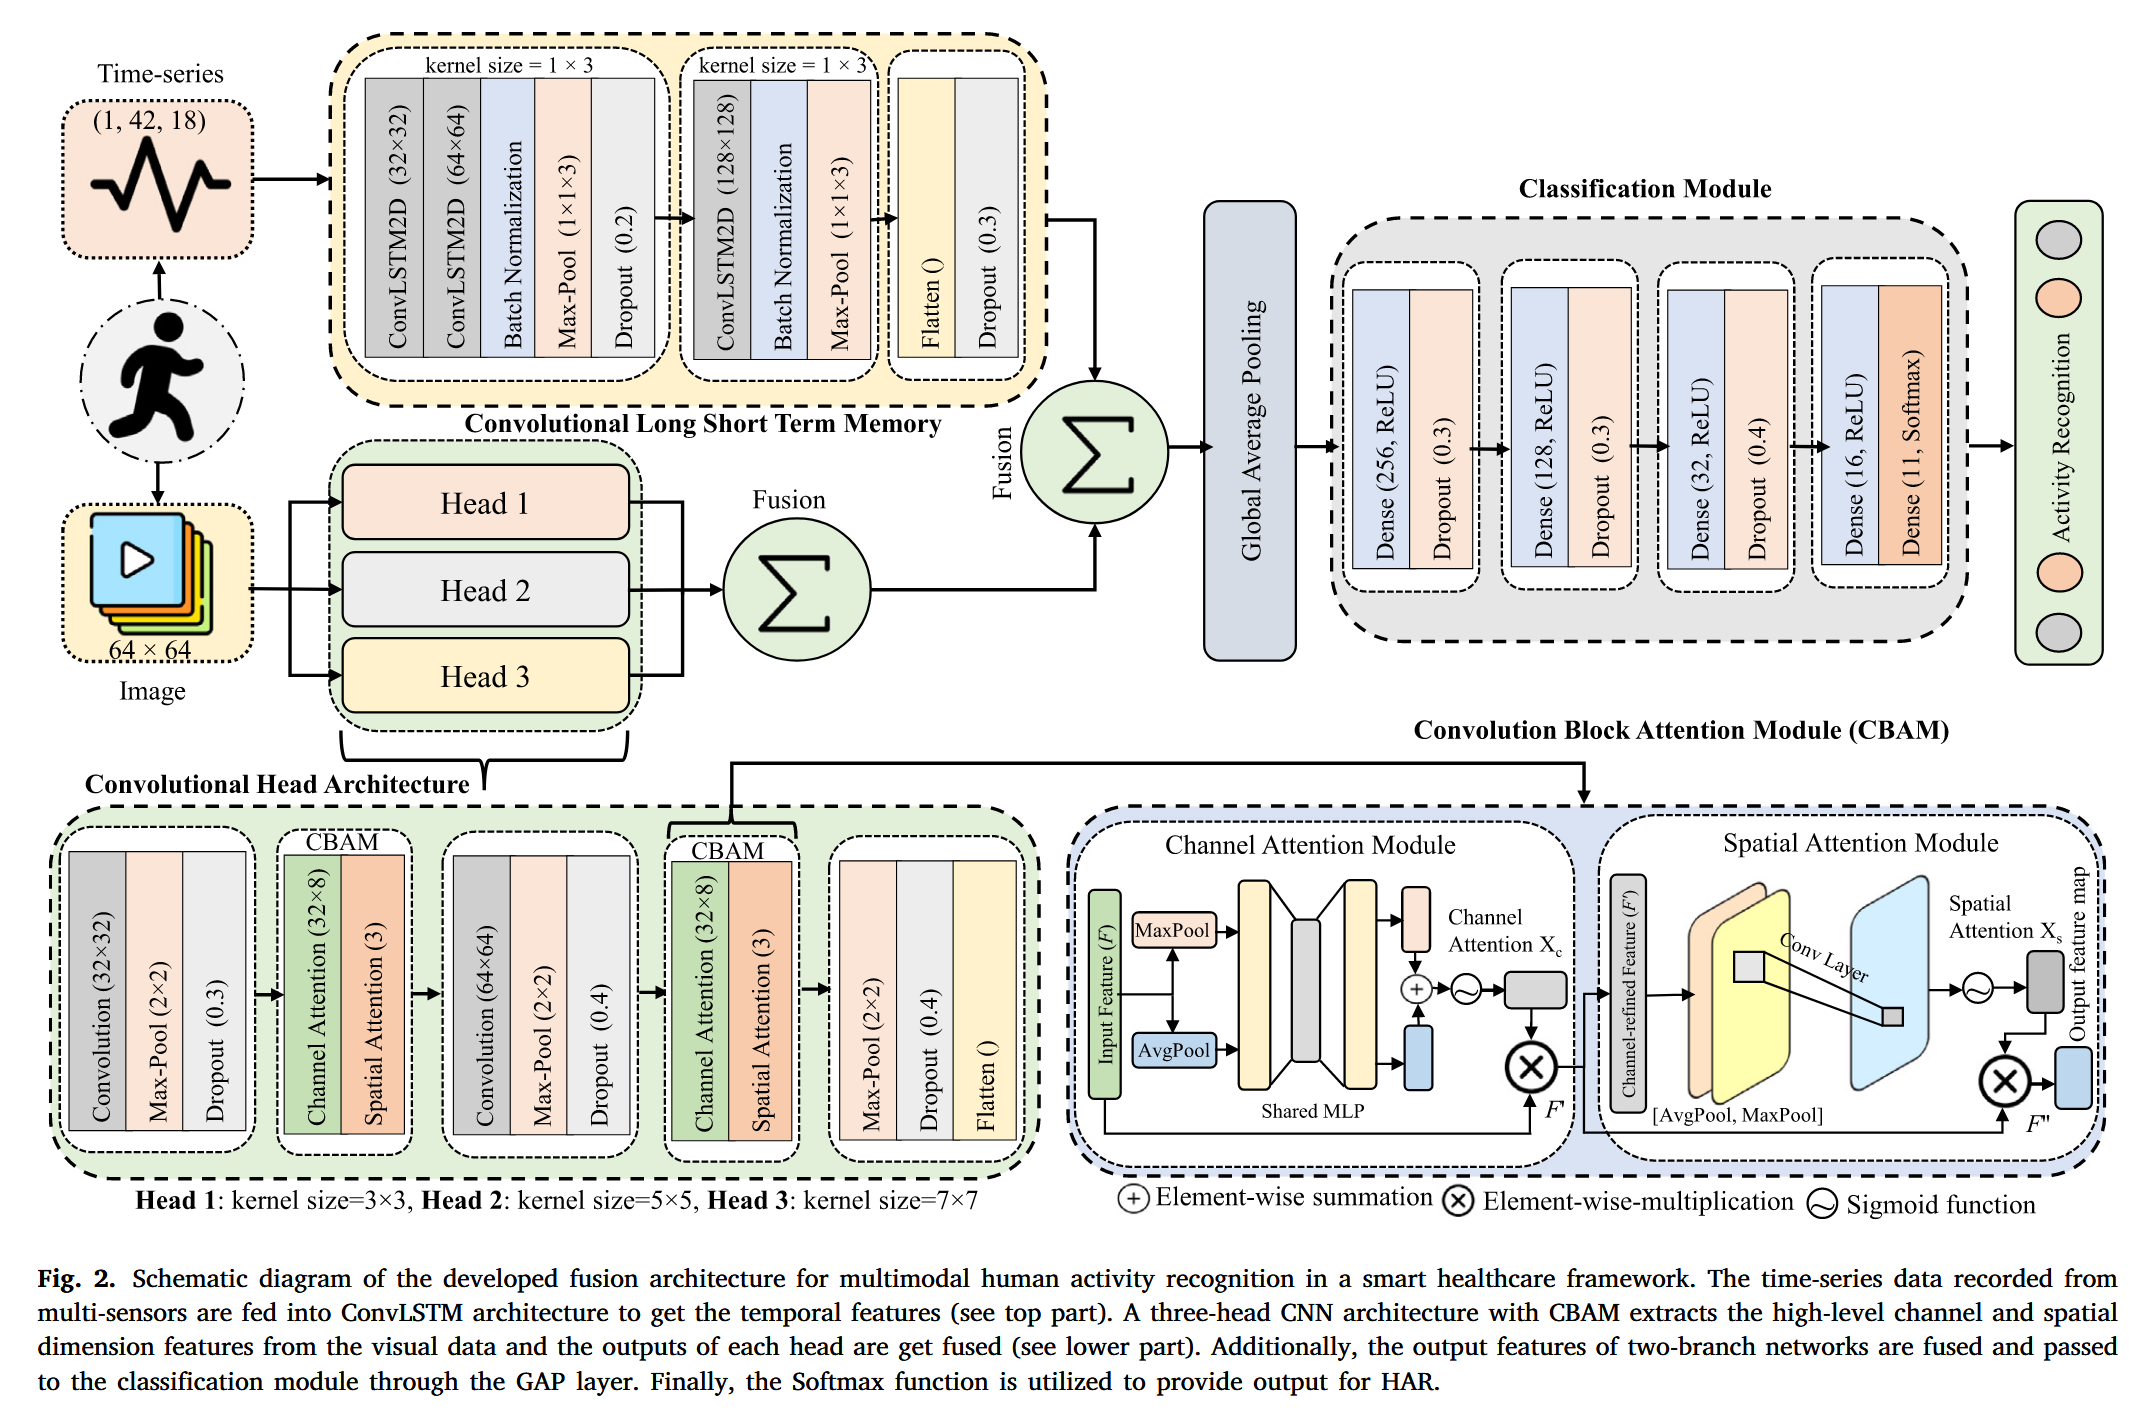 Time-series
(1, 42, 18)
kernel size = 1 × 3
ConvLSTM2D (32×32)
ConvLSTM2D (64×64)
Batch Normalization
Max-Pool (1×1×3)
Dropout (0.2)
kernel size = 1 × 3
ConvLSTM2D (128×128)
Batch Normalization
Max-Pool (1×1×3)
Flatten ()
Dropout (0.3)
Convolutional Long Short Term Memory
64 × 64
Image
Head 1
Head 2
Head 3
Fusion
Fusion
Global Average Pooling
Classification Module
Dense (256, ReLU)
Dropout (0.3)
Dense (128, ReLU)
Dropout (0.3)
Dense (32, ReLU)
Dropout (0.4)
Dense (16, ReLU)
Dense (11, Softmax)
Activity Recognition
Convolutional Head Architecture
Convolution (32×32)
Max-Pool (2×2)
Dropout (0.3)
CBAM
Channel Attention (32×8)
Spatial Attention (3)
Convolution (64×64)
Max-Pool (2×2)
Dropout (0.4)
CBAM
Channel Attention (32×8)
Spatial Attention (3)
Max-Pool (2×2)
Dropout (0.4)
Flatten ()
Head 1: kernel size=3×3, Head 2: kernel size=5×5, Head 3: kernel size=7×7
Convolution Block Attention Module (CBAM)
Channel Attention Module
Input Feature (F)
MaxPool
AvgPool
Shared MLP
Channel
Attention Xc
F'
Spatial Attention Module
Channel-refined Feature (F')
[AvgPool, MaxPool]
Conv Layer
Spatial
Attention Xs
F"
Output feature map
Element-wise summation
Element-wise-multiplication
Sigmoid function
Fig. 2. Schematic diagram of the developed fusion architecture for multimodal human activity recognition in a smart healthcare framework. The time-series data recorded from
multi-sensors are fed into ConvLSTM architecture to get the temporal features (see top part). A three-head CNN architecture with CBAM extracts the high-level channel and spatial
dimension features from the visual data and the outputs of each head are get fused (see lower part). Additionally, the output features of two-branch networks are fused and passed
to the classification module through the GAP layer. Finally, the Softmax function is utilized to provide output for HAR.